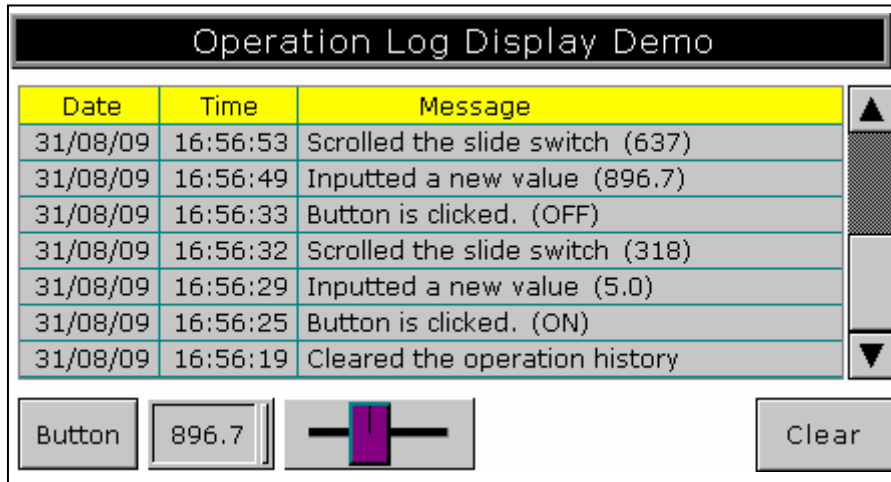 Operation Log Display Demo
Date Time Message
31/08/09 16:56:53 Scrolled the slide switch (637)
31/08/09 16:56:49 Inputted a new value (896.7)
31/08/09 16:56:33 Button is clicked. (OFF)
31/08/09 16:56:32 Scrolled the slide switch (318)
31/08/09 16:56:29 Inputted a new value (5.0)
31/08/09 16:56:25 Button is clicked. (ON)
31/08/09 16:56:19 Cleared the operation history
Button 896.7 Clear